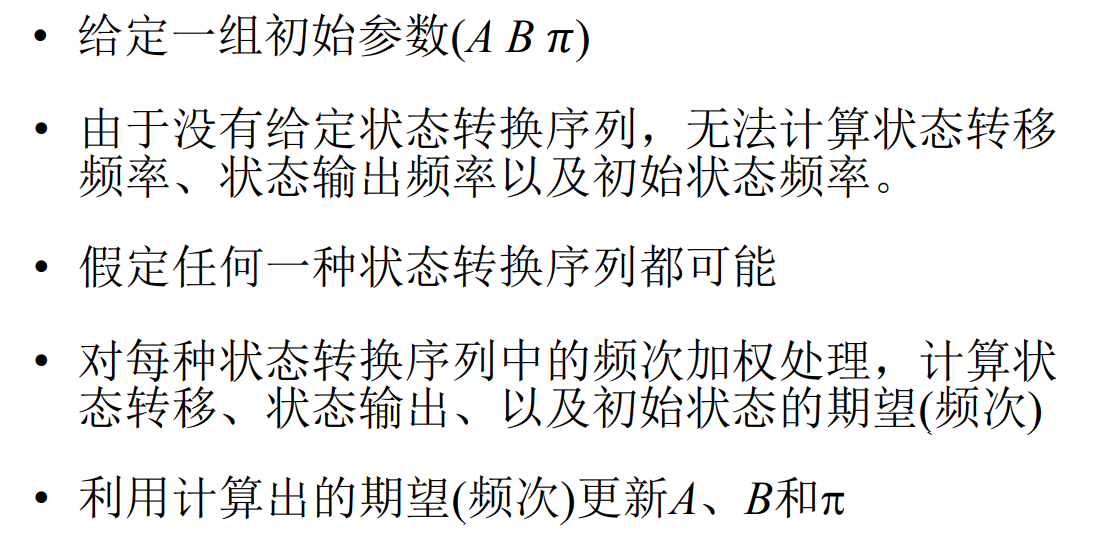 • 给定一组初始参数(A B π)
• 由于没有给定状态转换序列，无法计算状态转移
频率、状态输出频率以及初始状态频率。
• 假定任何一种状态转换序列都可能
• 对每种状态转换序列中的频次加权处理，计算状
态转移、状态输出、以及初始状态的期望(频次)
• 利用计算出的期望(频次)更新A、B和π